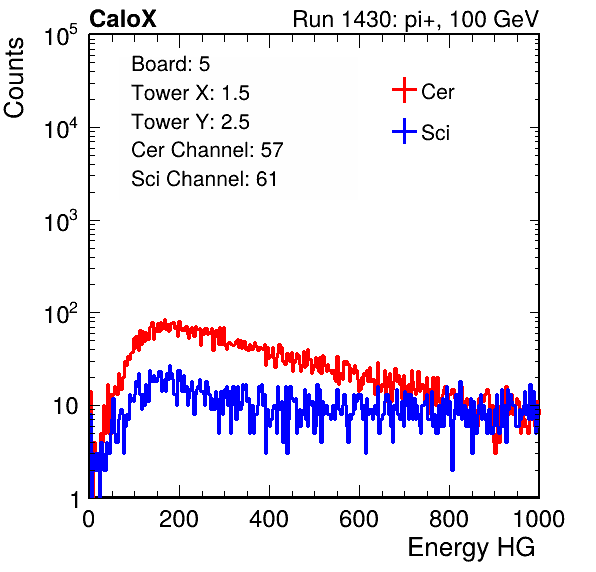 CaloX Run 1430: pi+, 100 GeV
Counts
Board: 5
Tower X: 1.5
Tower Y: 2.5
Cer Channel: 57
Sci Channel: 61
Cer
Sci
10^5
10^4
10^3
10^2
10
1
0 200 400 600 800 1000
Energy HG